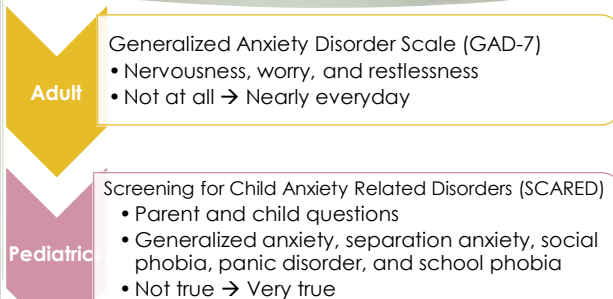 Adult
Generalized Anxiety Disorder Scale (GAD-7)
• Nervousness, worry, and restlessness
• Not at all → Nearly everyday
Pediatric
Screening for Child Anxiety Related Disorders (SCARED)
• Parent and child questions
• Generalized anxiety, separation anxiety, social
phobia, panic disorder, and school phobia
• Not true → Very true